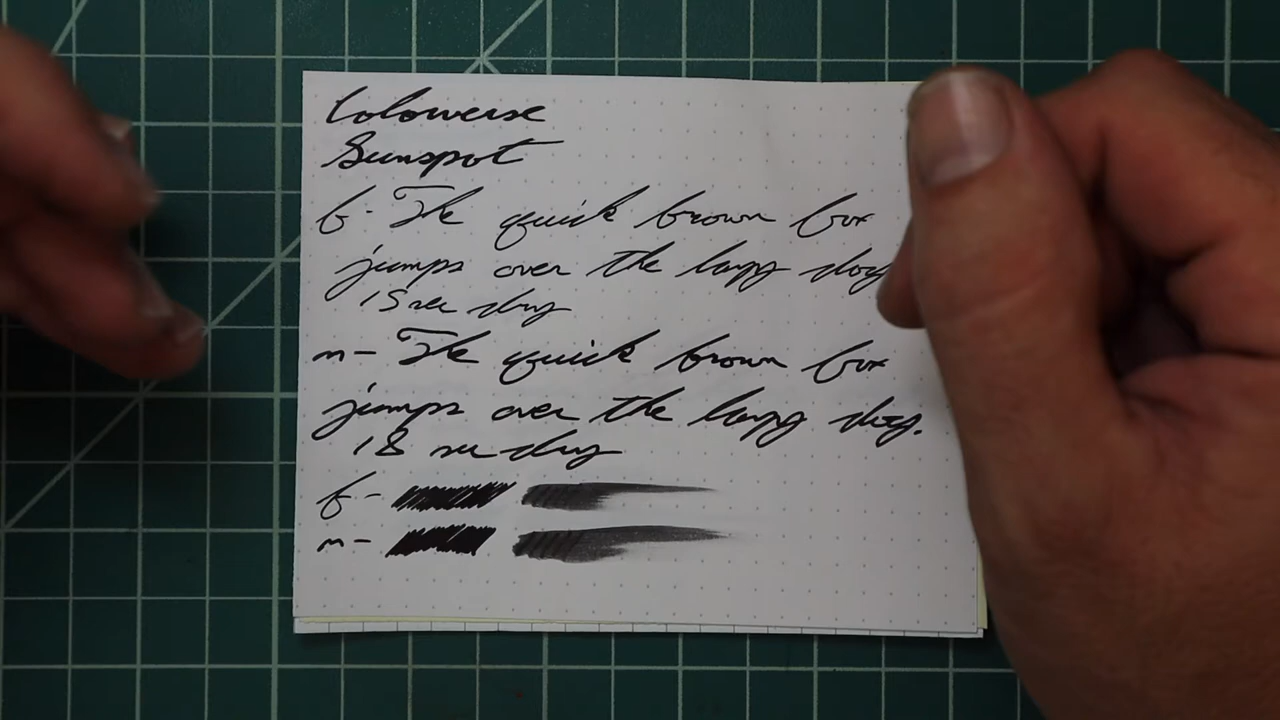 Colorverse
Sunspot
f- The quick brown fox
jumps over the lazy dog
15 sec dry
m- The quick brown fox
jumps over the lazy dog.
18 sec dry
f-
m-